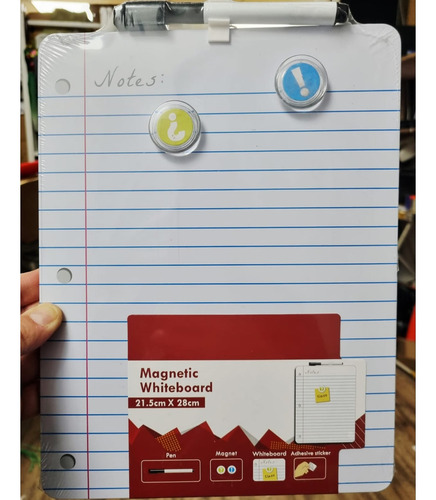 Notes:
!
i
Magnetic
Whiteboard
21.5cm X 28cm
Pen
Magnet
Whiteboard
Adhesive sticker